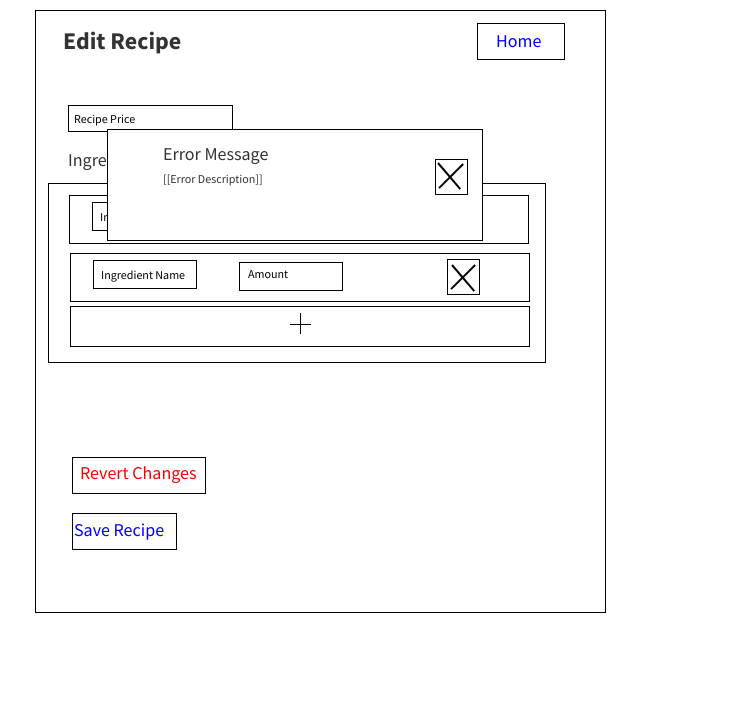 Edit Recipe
Home
Recipe Price
Ingre
Error Message
[[Error Description]]
In
Ingredient Name
Amount
Revert Changes
Save Recipe